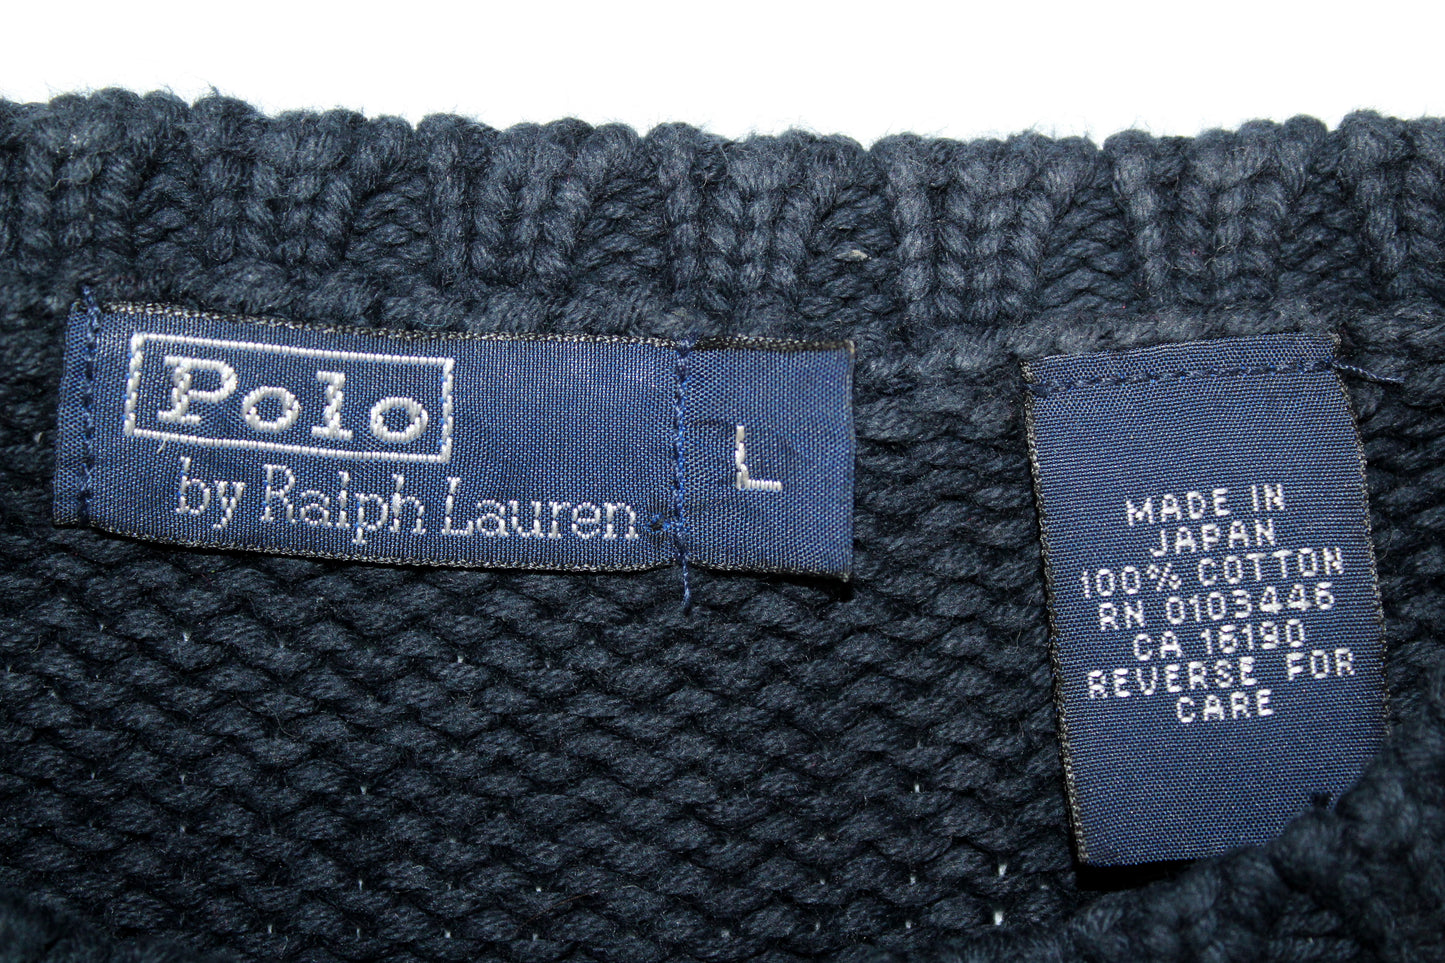 Polo
by Ralph Lauren
L
MADE IN
JAPAN
100% COTTON
RN 0103446
CA 16190
REVERSE FOR
CARE